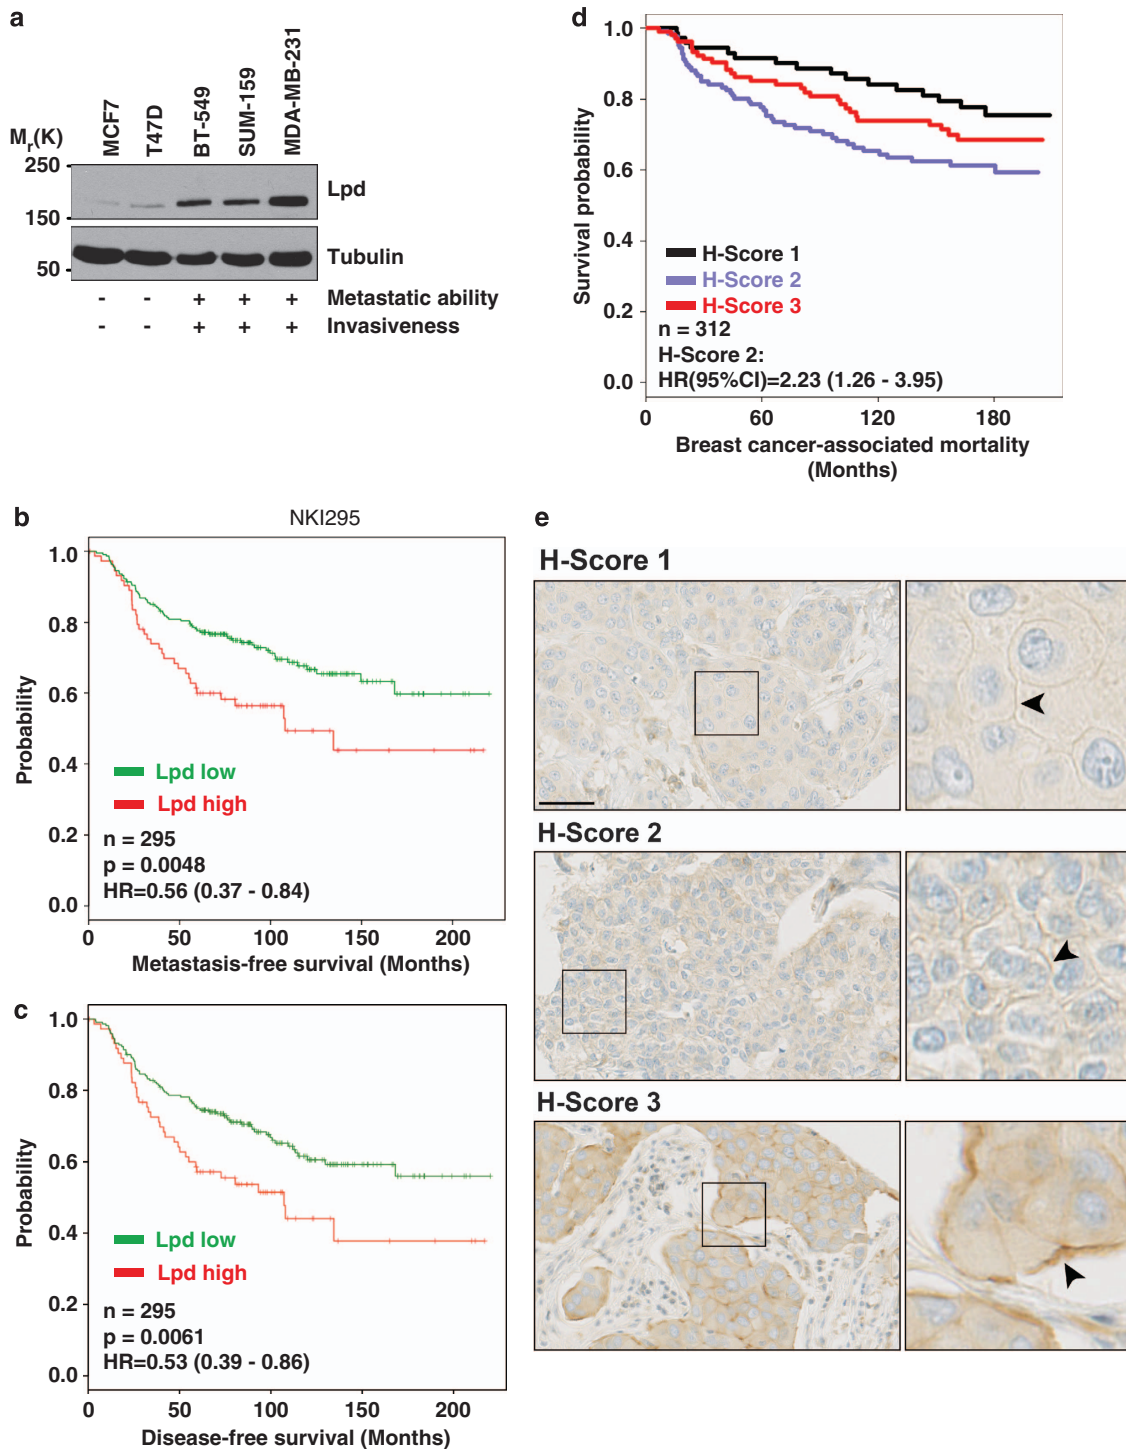 a
MCF7
T47D
BT-549
SUM-159
MDA-MB-231
Mr(K)
250
150
Lpd
50
Tubulin
- - + + + Metastatic ability
- - + + + Invasiveness
d
1.0
0.8
0.6
0.4
0.2
0.0
Survival probability
H-Score 1
H-Score 2
H-Score 3
n = 312
H-Score 2:
HR(95%CI)=2.23 (1.26 - 3.95)
0 60 120 180
Breast cancer-associated mortality
(Months)
b
NKI295
1.0
0.8
0.6
0.4
0.2
0.0
Probability
Lpd low
Lpd high
n = 295
p = 0.0048
HR=0.56 (0.37 - 0.84)
0 50 100 150 200
Metastasis-free survival (Months)
c
1.0
0.8
0.6
0.4
0.2
0.0
Probability
Lpd low
Lpd high
n = 295
p = 0.0061
HR=0.53 (0.39 - 0.86)
0 50 100 150 200
Disease-free survival (Months)
e
H-Score 1
H-Score 2
H-Score 3